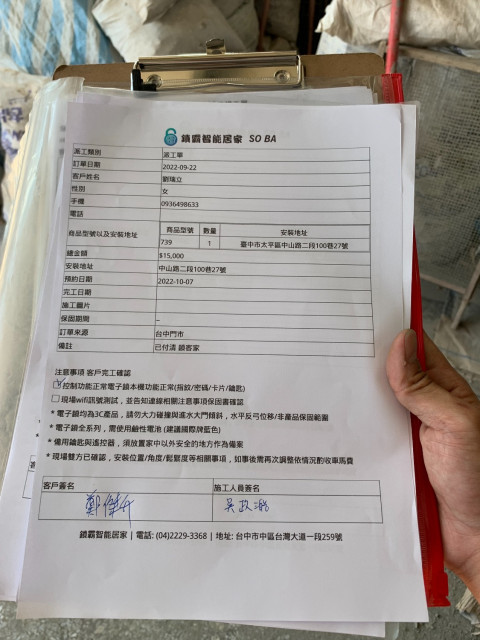 鎖霸智能居家 SO BA
派工類別 派工單
訂單日期 2022-09-22
客戶姓名 劉瑞立
性別 女
手機 0936498633
電話
商品型號以及安裝地址 商品型號 數量 安裝地址
739 1 臺中市太平區中山路二段100巷27號
總金額 $15,000
安裝地址 中山路二段100巷27號
預約日期 2022-10-07
完工日期
施工圖片
保固期間 –
訂單來源 台中門市
備註 已付清 鎖客家
注意事項 客戶完工確認
控制功能正常電子鎖本機功能正常(指紋/密碼/卡片/鑰匙)
現場wifi訊號測試，並告知連線相關注意事項保固書確認
* 電子鎖均為3C產品，請勿大力碰撞與進水大門傾斜，水平反弓位移/非產品保固範圍
* 電子鎖全系列，需使用鹼性電池 (建議國際牌藍色)
* 備用鑰匙與遙控器，須放置家中以外安全的地方作為備案
* 現場雙方已確認，安裝位置/角度/鬆緊度等相關事項，如事後需再次調整依情況酌收車馬費
客戶簽名 施工人員簽名
吳政
鎖霸智能居家 | 電話: (04)2229-3368 | 地址: 台中市中區台灣大道一段259號